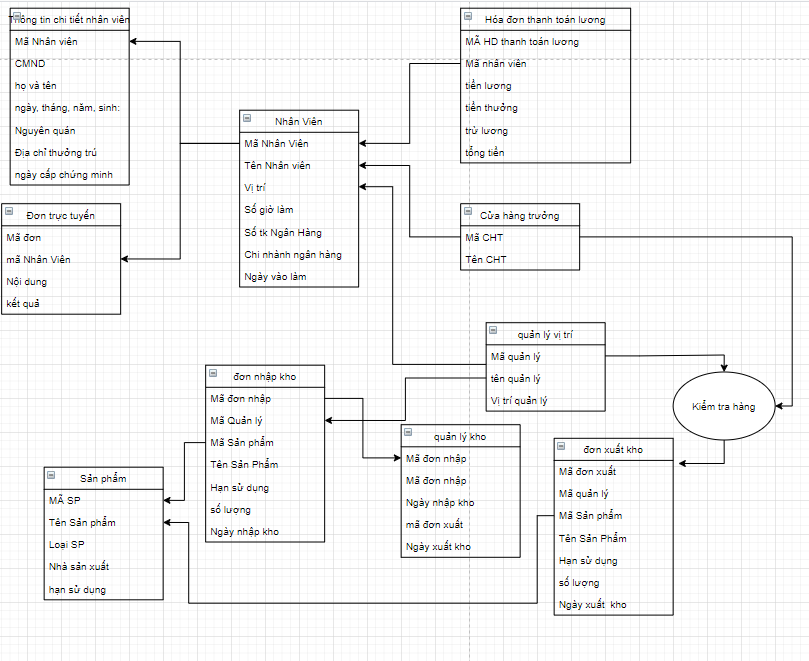 Thông tin chi tiết nhân viên
Mã Nhân viên
CMND
họ và tên
ngày, tháng, năm, sinh:
Nguyên quán
Địa chỉ thường trú
ngày cấp chứng minh
Hóa đơn thanh toán lương
MÃ HD thanh toán lương
Mã nhân viên
tiền lương
tiền thưởng
trừ lương
tổng tiền
Nhân Viên
Mã Nhân Viên
Tên Nhân viên
Vị trí
Số giờ làm
Số tk Ngân Hàng
Chi nhành ngân hàng
Ngày vào làm
Đơn trực tuyến
Mã đơn
mã Nhân Viên
Nội dung
kết quả
Cửa hàng trưởng
Mã CHT
Tên CHT
quản lý vị trí
Mã quản lý
tên quản lý
Vị trí quản lý
Kiểm tra hàng
đơn nhập kho
Mã đơn nhập
Mã Quản lý
Mã Sản phẩm
Tên Sản Phẩm
Hạn sử dụng
số lượng
Ngày nhập kho
quản lý kho
Mã đơn nhập
Mã đơn nhập
Ngày nhập kho
mã đơn xuất
Ngày xuất kho
đơn xuất kho
Mã đơn xuất
Mã quản lý
Mã Sản phẩm
Tên Sản Phẩm
Hạn sử dụng
số lượng
Ngày xuất kho
Sản phẩm
MÃ SP
Tên Sản phẩm
Loại SP
Nhà sản xuất
hạn sử dụng